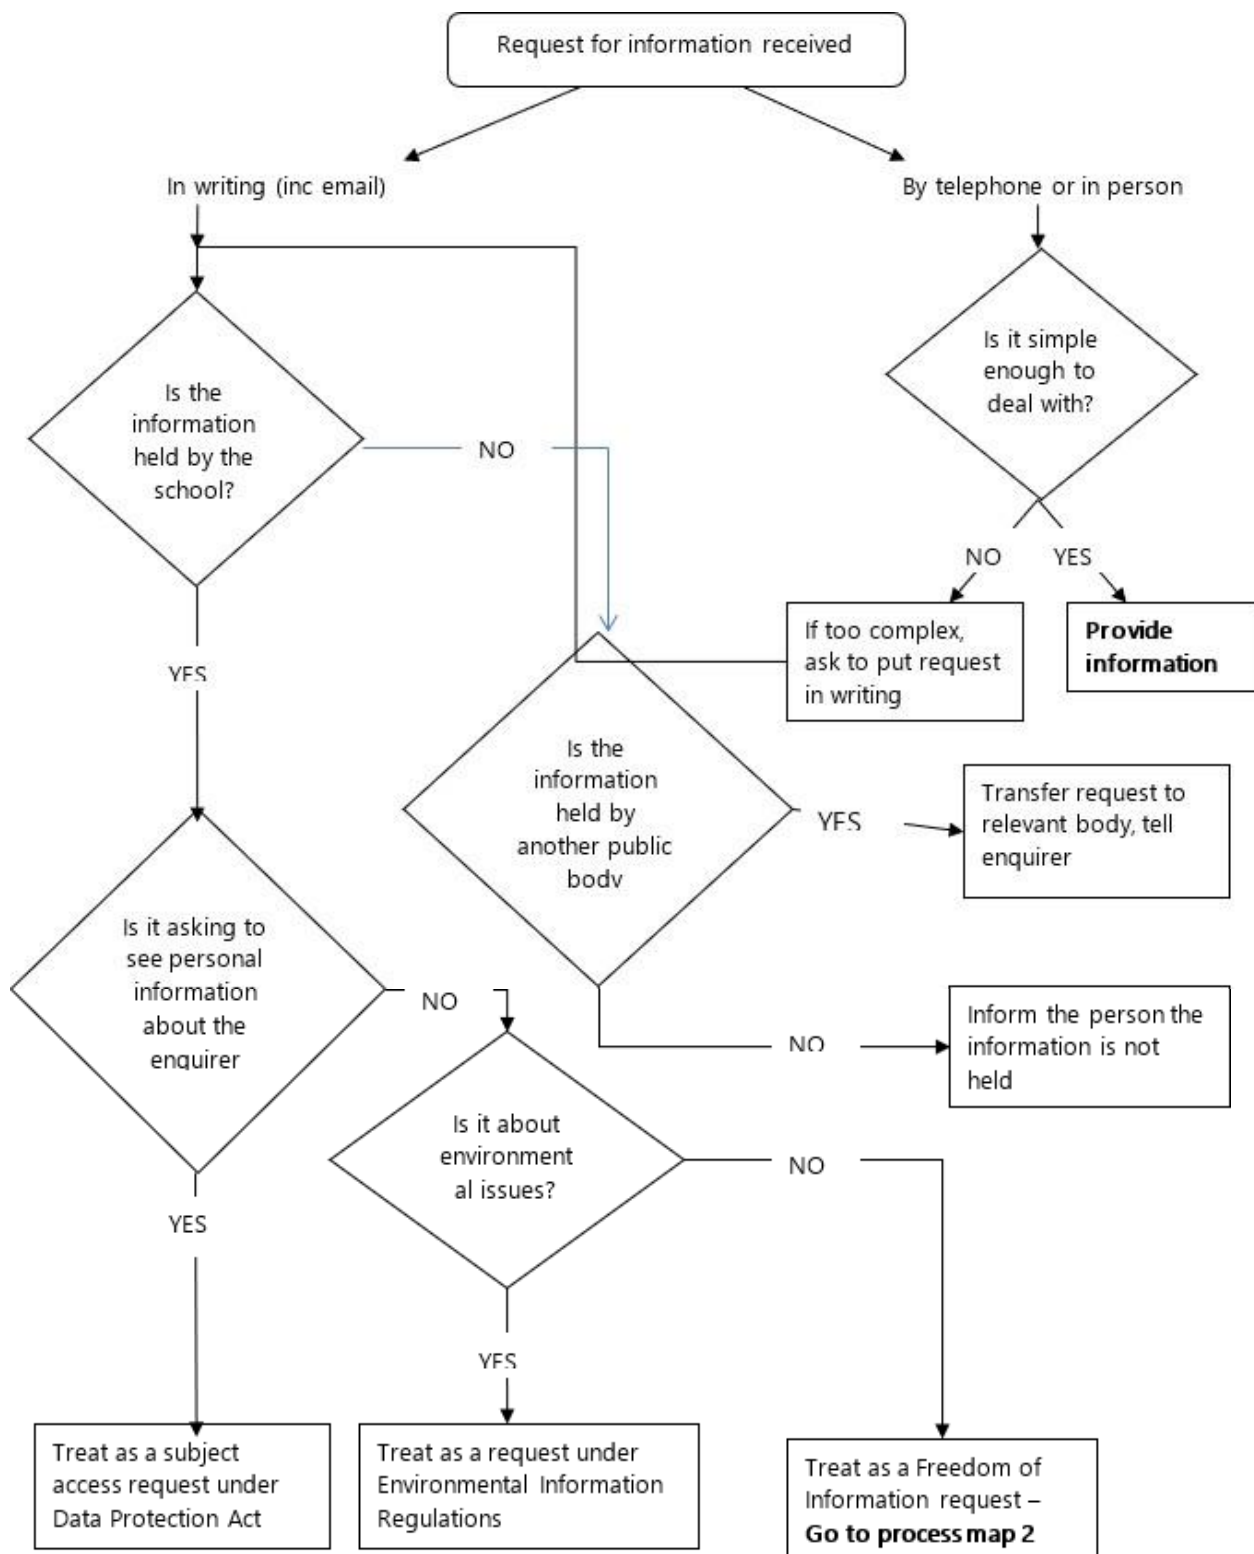 Request for information received
In writing (inc email)
By telephone or in person
Is it simple
enough to
deal with?
Is the
information
held by the
school?
NO
NO
YES
If too complex,
ask to put request
in writing
Provide
information
YES
Is the
information
held by
another public
body
YES
Transfer request to
relevant body, tell
enquirer
Is it asking to
see personal
information
about the
enquirer
NO
NO
Inform the person the
information is not
held
Is it about
environment
al issues?
NO
YES
YES
Treat as a subject
access request under
Data Protection Act
Treat as a request under
Environmental Information
Regulations
Treat as a Freedom of
Information request –
Go to process map 2